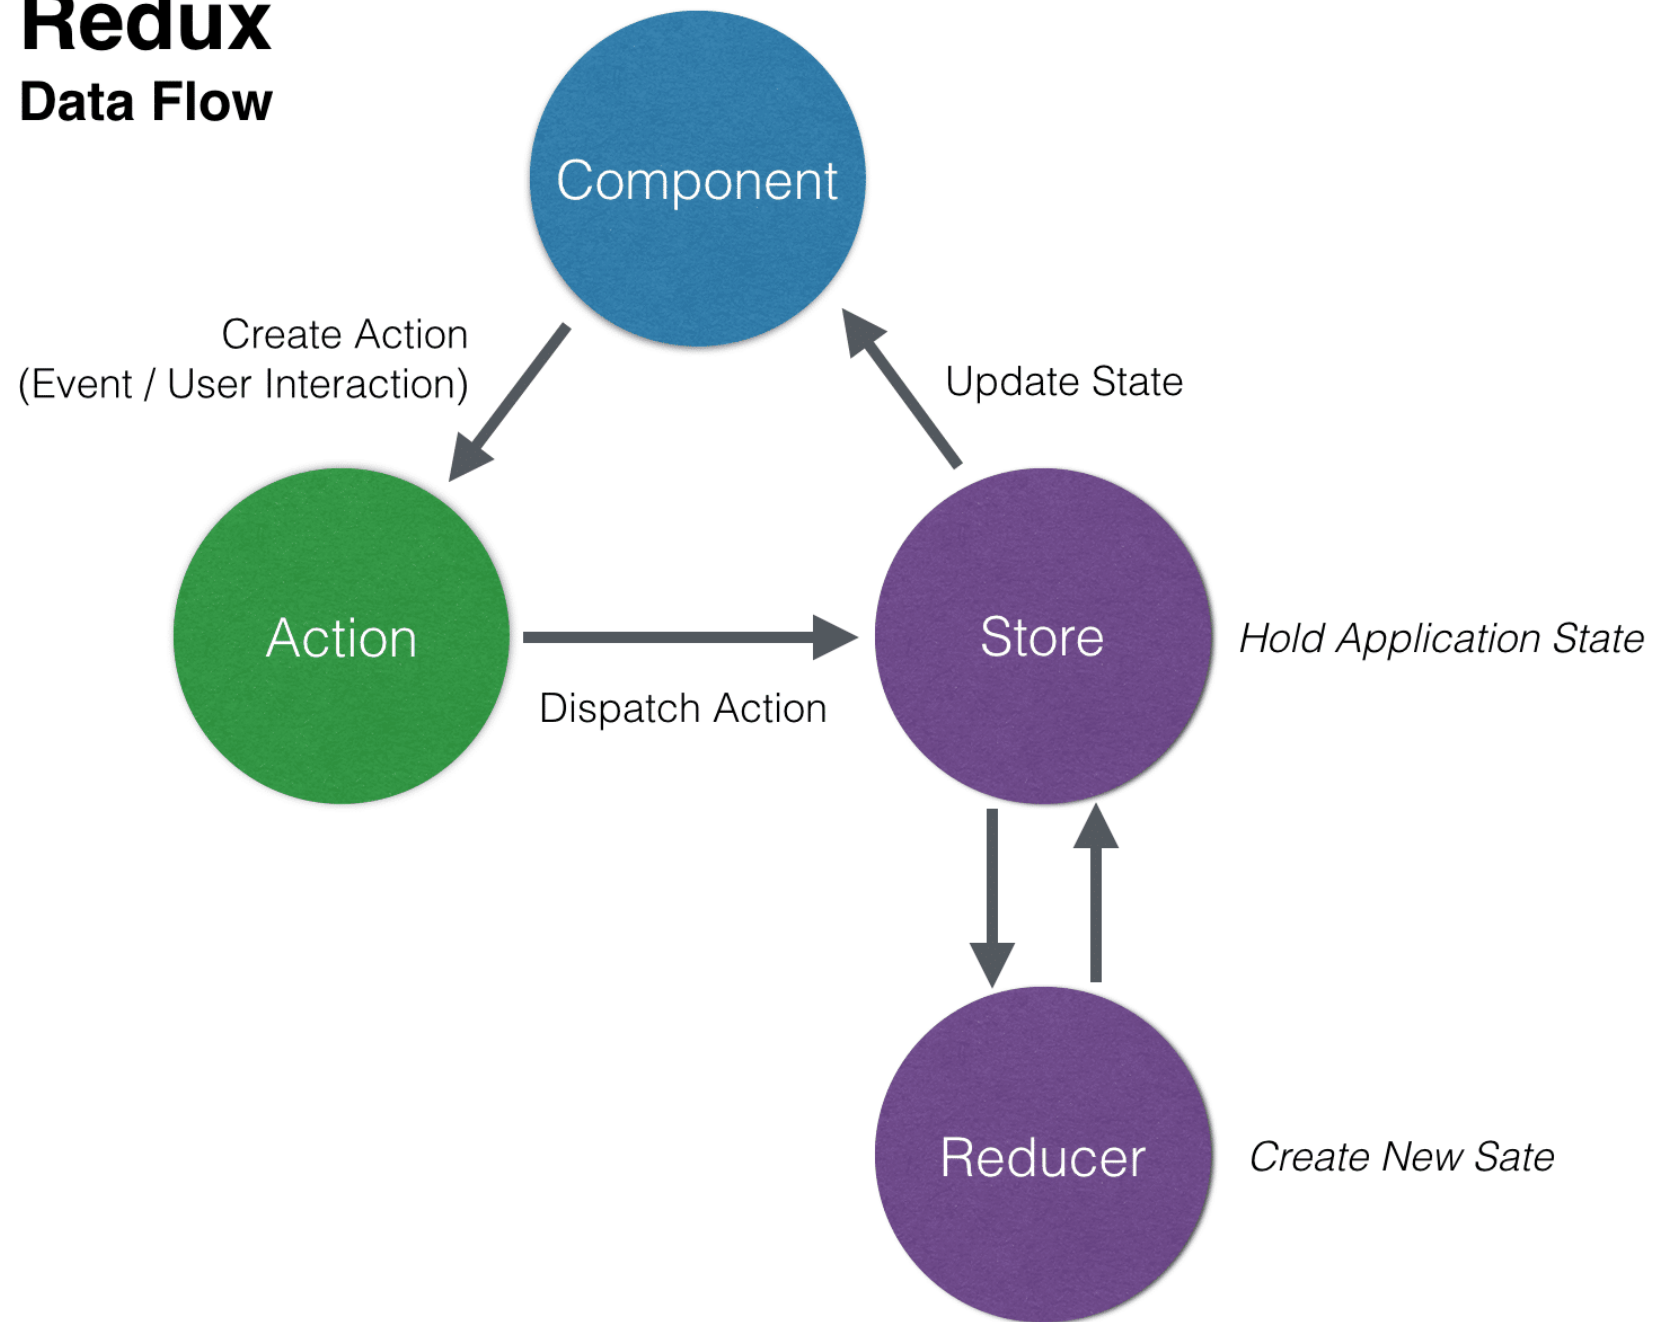 Redux
Data Flow
Component
Create Action
(Event / User Interaction)
Update State
Action
Dispatch Action
Store
Hold Application State
Reducer
Create New Sate